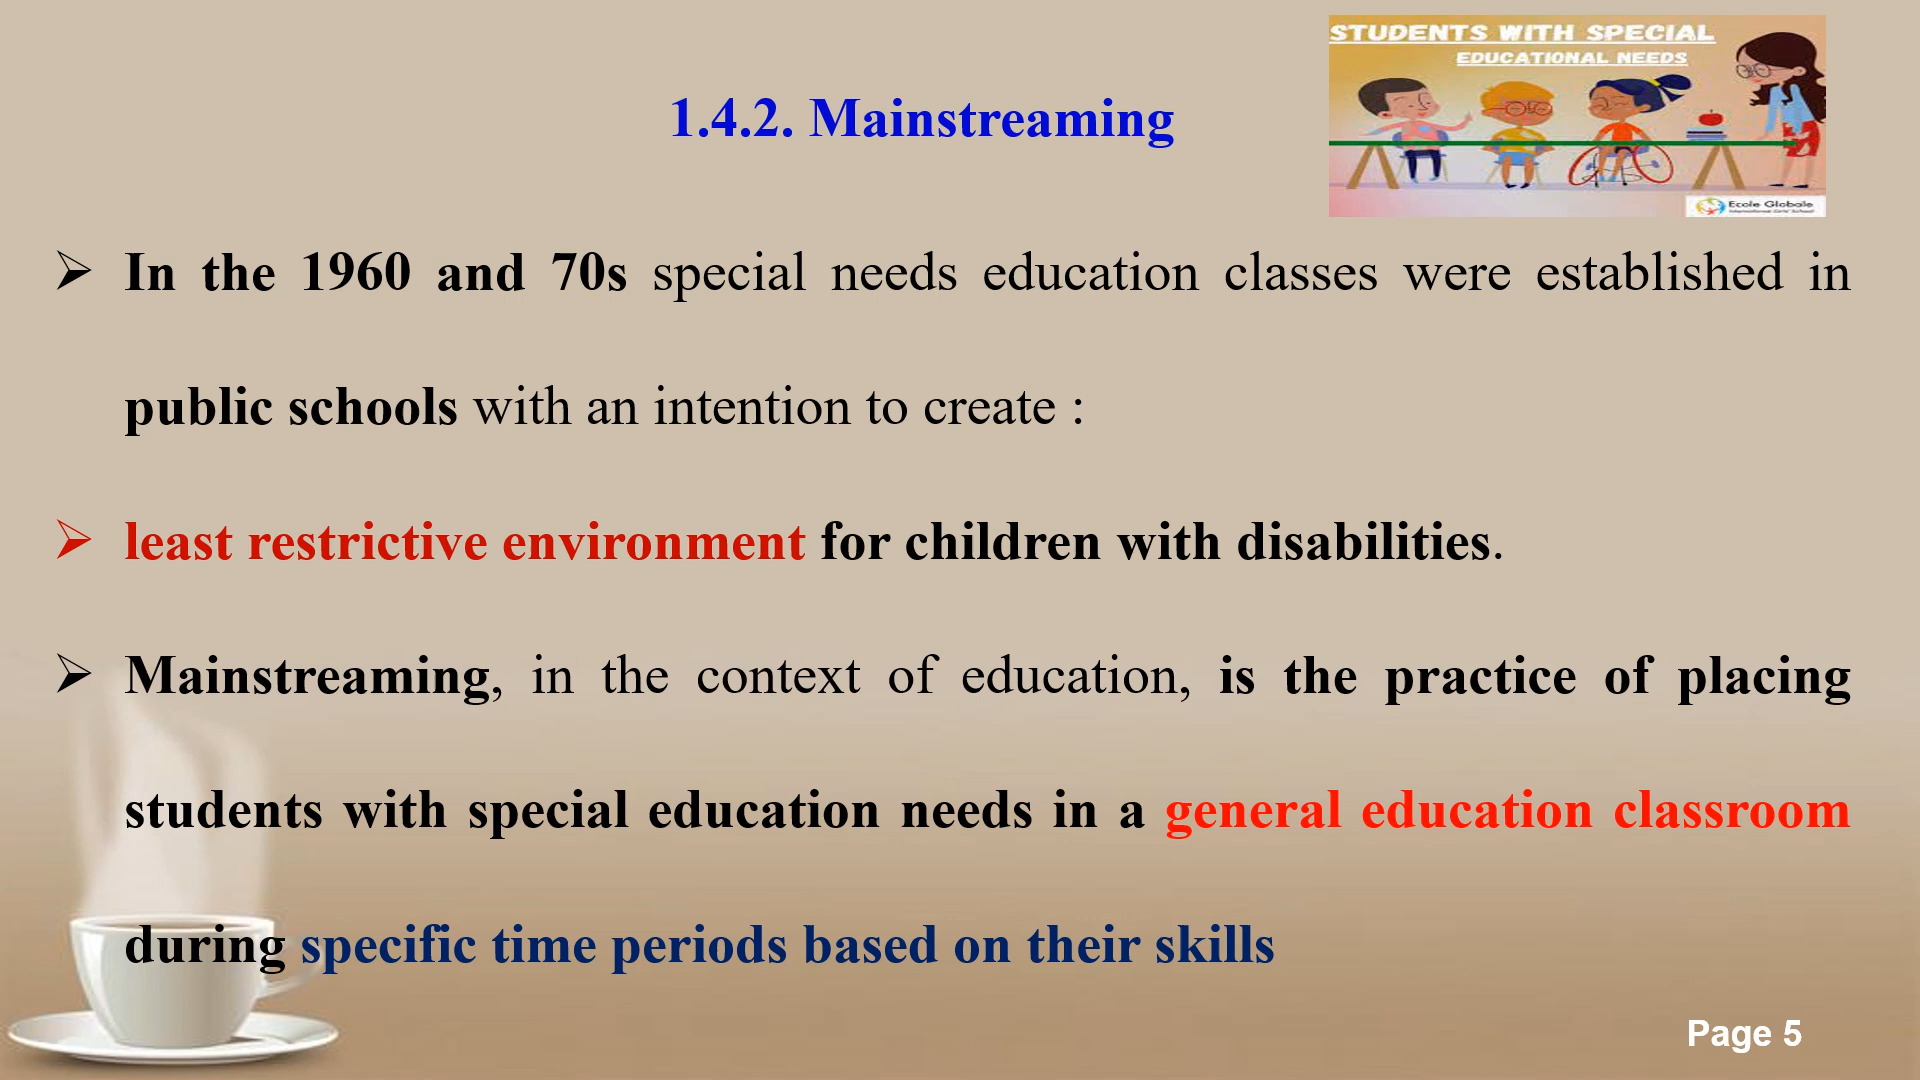 STUDENTS WITH SPECIAL
EDUCATIONAL NEEDS
1.4.2. Mainstreaming
Ecole Globale
International Girls' School
➢ In the 1960 and 70s special needs education classes were established in
public schools with an intention to create :
➢ least restrictive environment for children with disabilities.
➢ Mainstreaming, in the context of education, is the practice of placing
students with special education needs in a general education classroom
during specific time periods based on their skills
Page 5